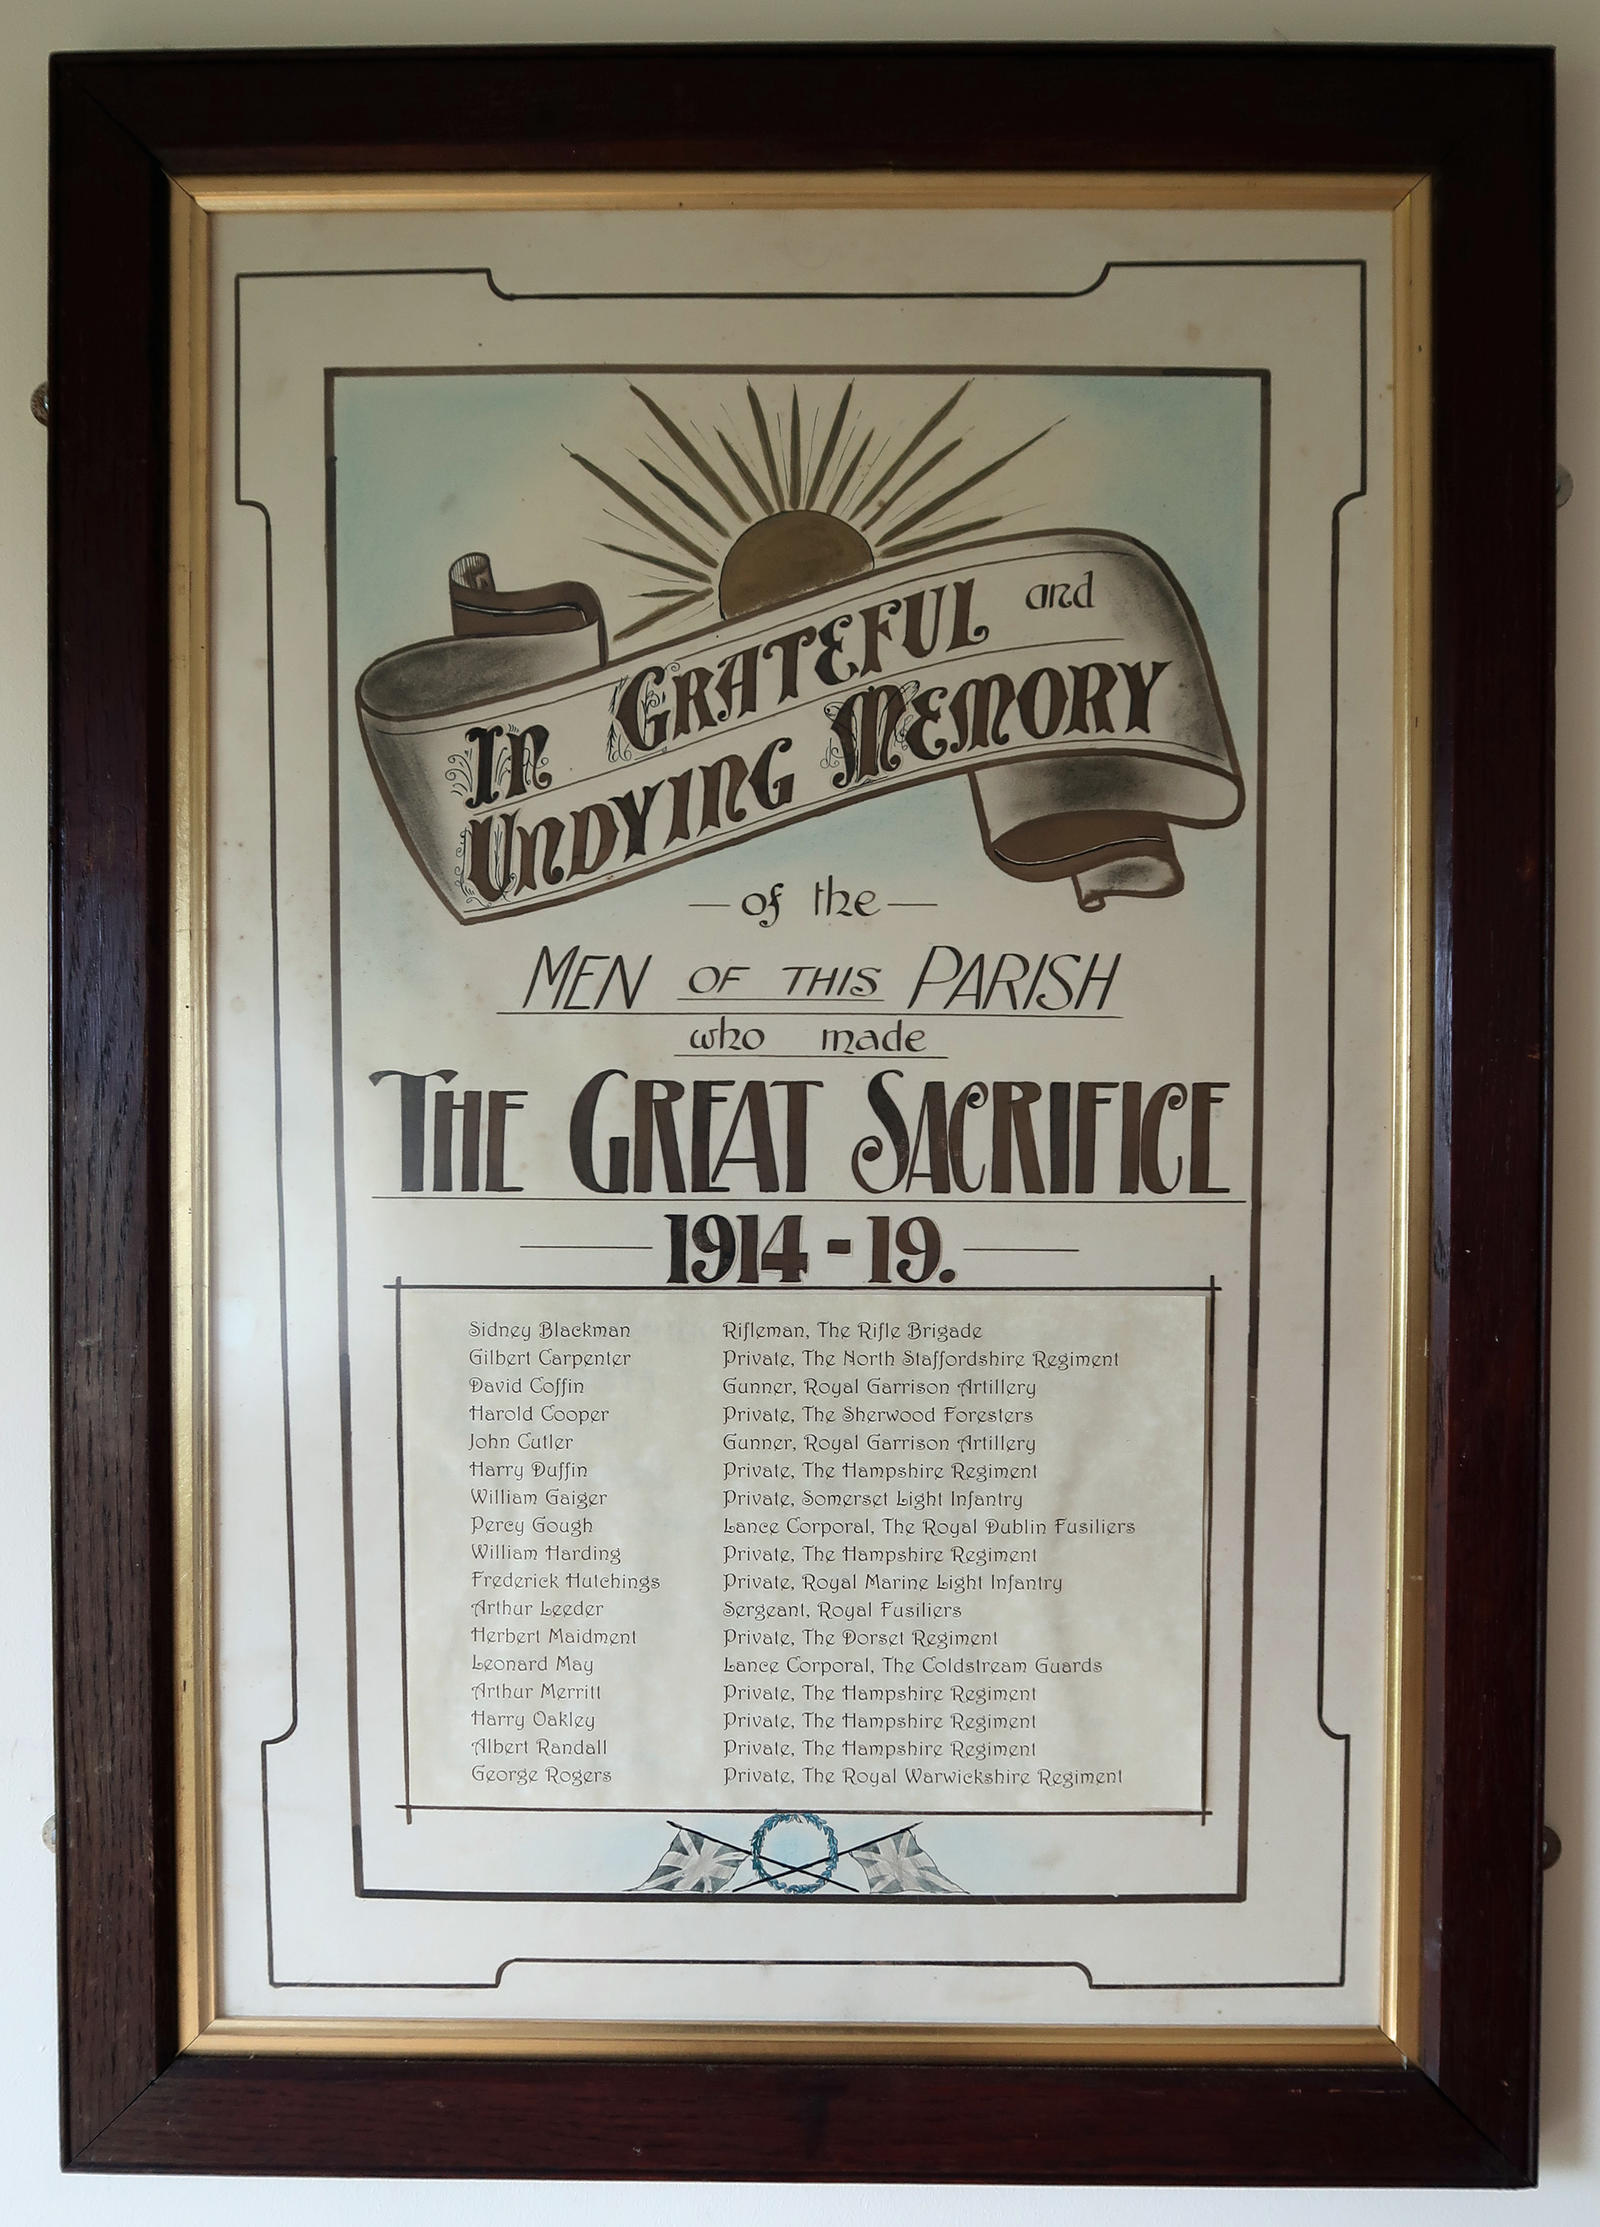 In Grateful and
Undying Memory
— of the —
Men of this Parish
who made
The Great Sacrifice
1914 - 19.
Sidney Blackman Rifleman, The Rifle Brigade
Gilbert Carpenter Private, The North Staffordshire Regiment
David Coffin Gunner, Royal Garrison Artillery
Harold Cooper Private, The Sherwood Foresters
John Cutler Gunner, Royal Garrison Artillery
Harry Duffin Private, The Hampshire Regiment
William Gaiger Private, Somerset Light Infantry
Percy Gough Lance Corporal, The Royal Dublin Fusiliers
William Harding Private, The Hampshire Regiment
Frederick Hutchings Private, Royal Marine Light Infantry
Arthur Leeder Sergeant, Royal Fusiliers
Herbert Maidment Private, The Dorset Regiment
Leonard May Lance Corporal, The Coldstream Guards
Arthur Merritt Private, The Hampshire Regiment
Harry Oakley Private, The Hampshire Regiment
Albert Randall Private, The Hampshire Regiment
George Rogers Private, The Royal Warwickshire Regiment